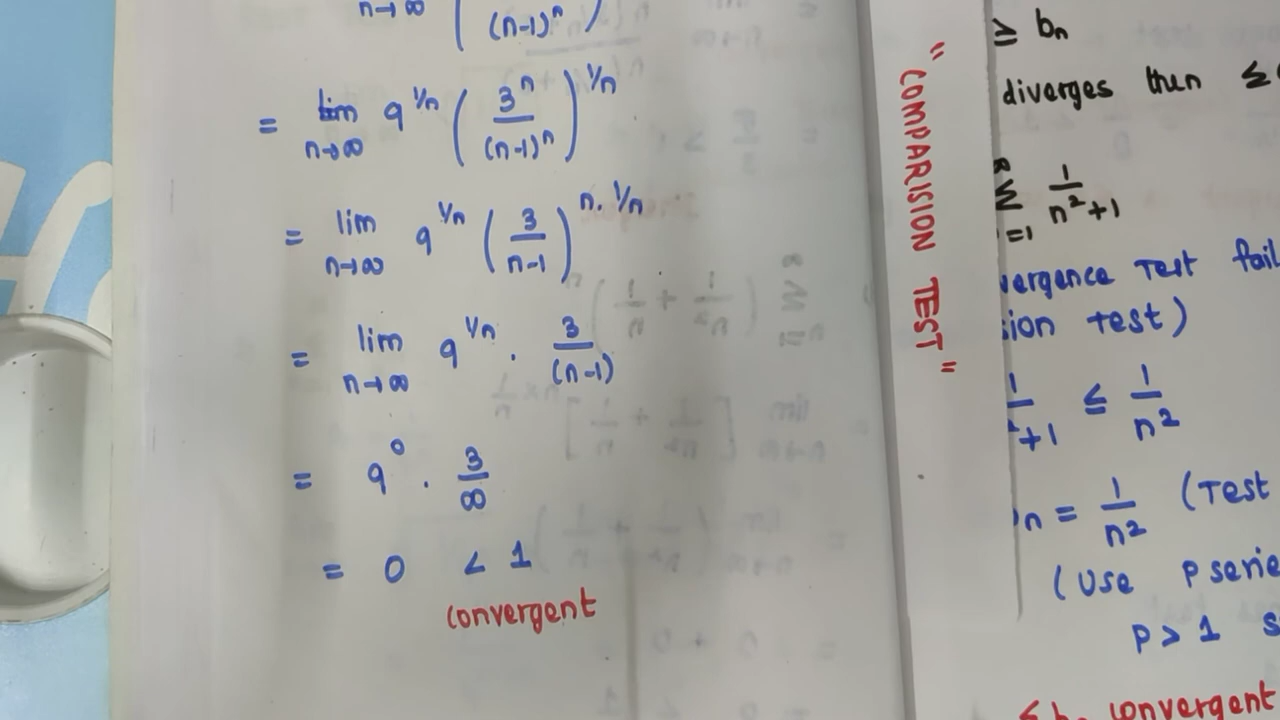 n→∞ ( (n-1)ⁿ )
= lim n→∞ 9^1/n ( 3ⁿ / (n-1)ⁿ )^1/n
= lim n→∞ 9^1/n ( 3 / n-1 )^n. 1/n
= lim n→∞ 9^1/n . 3 / (n-1)
= 9⁰ . 3 / ∞
= 0 < 1
convergent
" COMPARISION TEST "
≥ bₙ
diverges then Σ
Σ 1 / n²+1
=1
vergence Test fail
ion test)
1 / +1 ≤ 1 / n²
n = 1 / n² (Test
(Use P serie
P > 1 s
convergent